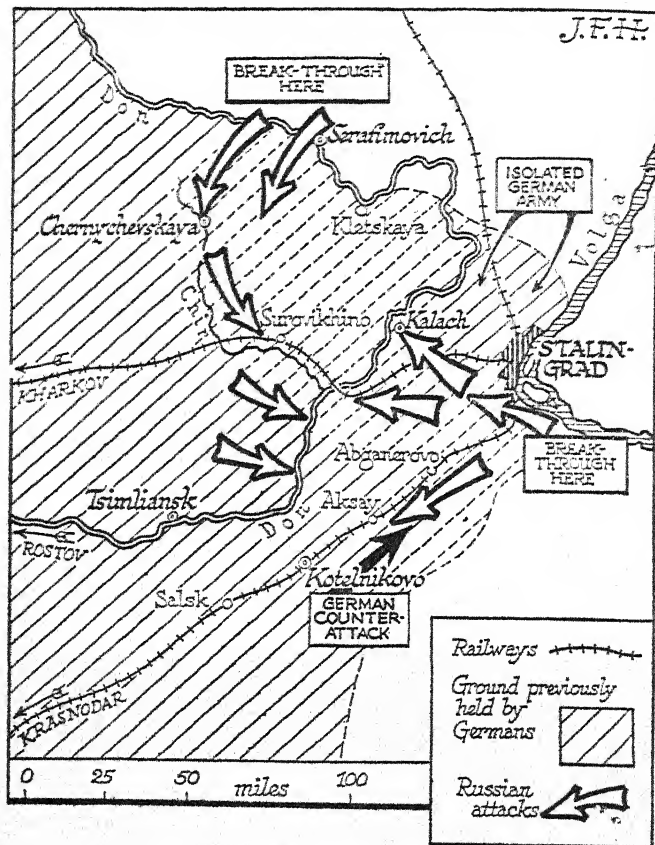 J.F.H.
BREAK-THROUGH
HERE
Don
Serafimovich
ISOLATED
GERMAN
ARMY
Volga
Chernychevskaya
Kletskaya
Chir
Surovikhino
Kalach
STALIN-
GRAD
KHARKOV
BREAK-
THROUGH
HERE
Abganerovo
Tsimliansk
Don
Aksay
ROSTOV
Kotelnikovo
Salsk
GERMAN
COUNTER-
ATTACK
KRASNODAR
Railways
Ground previously
held by
Germans
Russian
attacks
0 25 50 100
miles